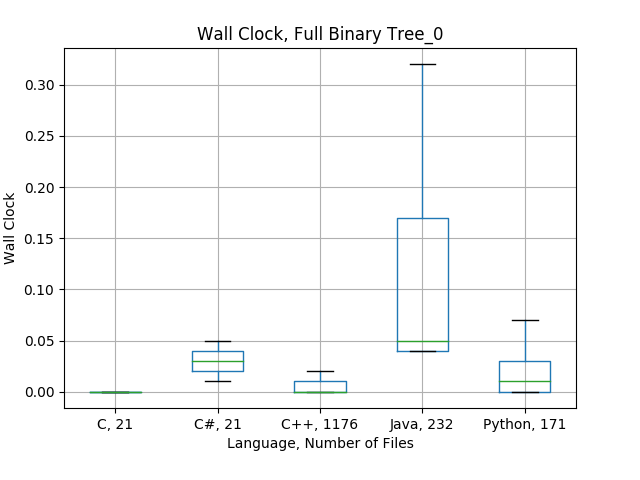 Wall Clock, Full Binary Tree_0
0.30
0.25
0.20
0.15
0.10
0.05
0.00
Wall Clock
C, 21 C#, 21 C++, 1176 Java, 232 Python, 171
Language, Number of Files